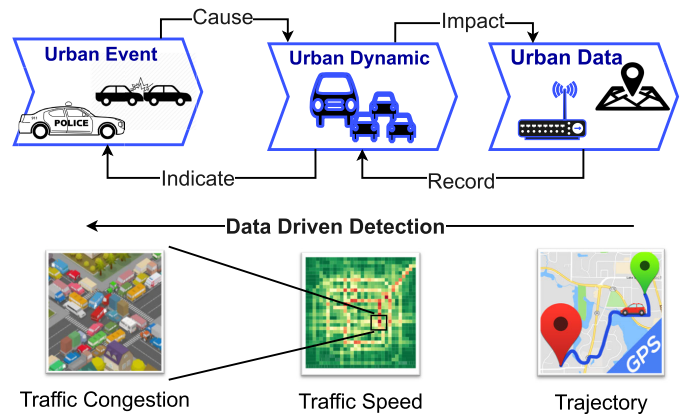 Cause
Impact
Urban Event
Urban Dynamic
Urban Data
POLICE
Indicate
Record
Data Driven Detection
GPS
Traffic Congestion
Traffic Speed
Trajectory